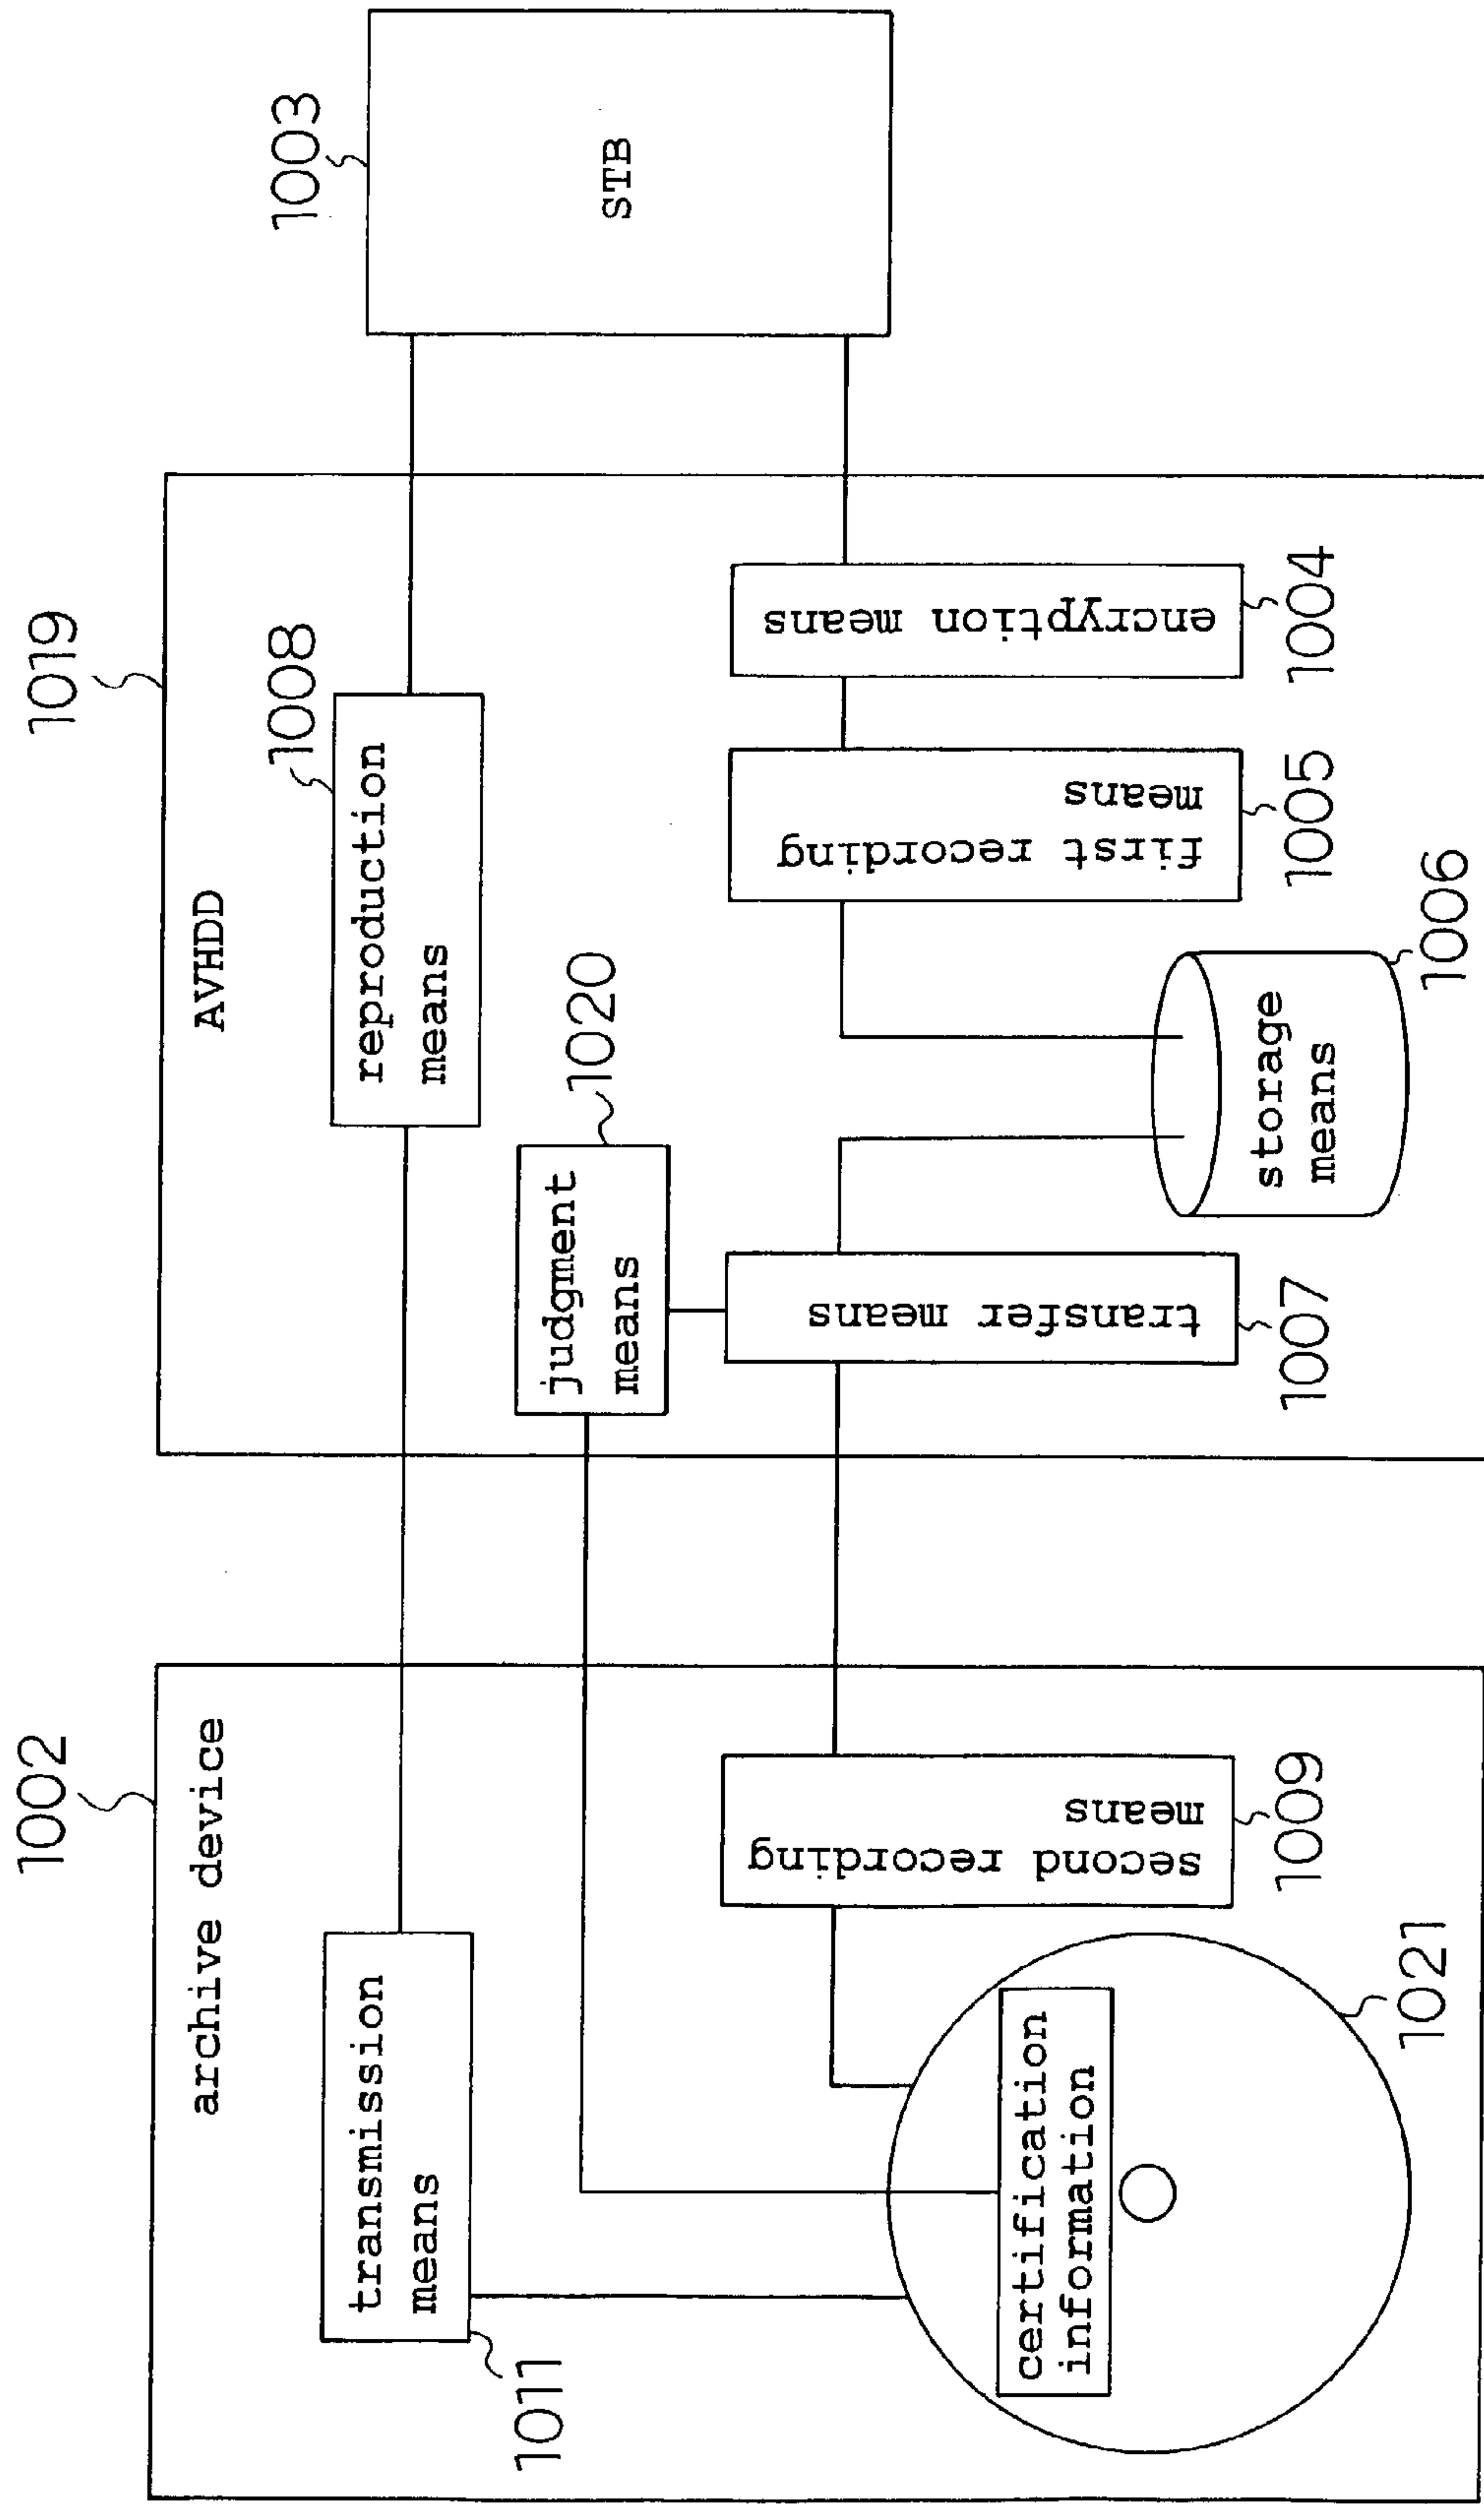 1002
archive device
transmission
means
1011
second recording
means
1009
certification
information
1021
1019
AVHDD
1008
reproduction
means
1020
judgment
means
transfer means
1007
storage
means
1006
first recording
means
1005
encryption means
1004
1003
STB